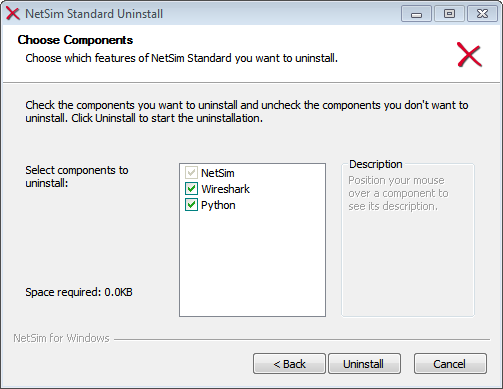 NetSim Standard Uninstall
Choose Components
Choose which features of NetSim Standard you want to uninstall.
Check the components you want to uninstall and uncheck the components you don't want to
uninstall. Click Uninstall to start the uninstallation.
Select components to
uninstall:
NetSim
Wireshark
Python
Description
Position your mouse
over a component to
see its description.
Space required: 0.0KB
NetSim for Windows
< Back
Uninstall
Cancel